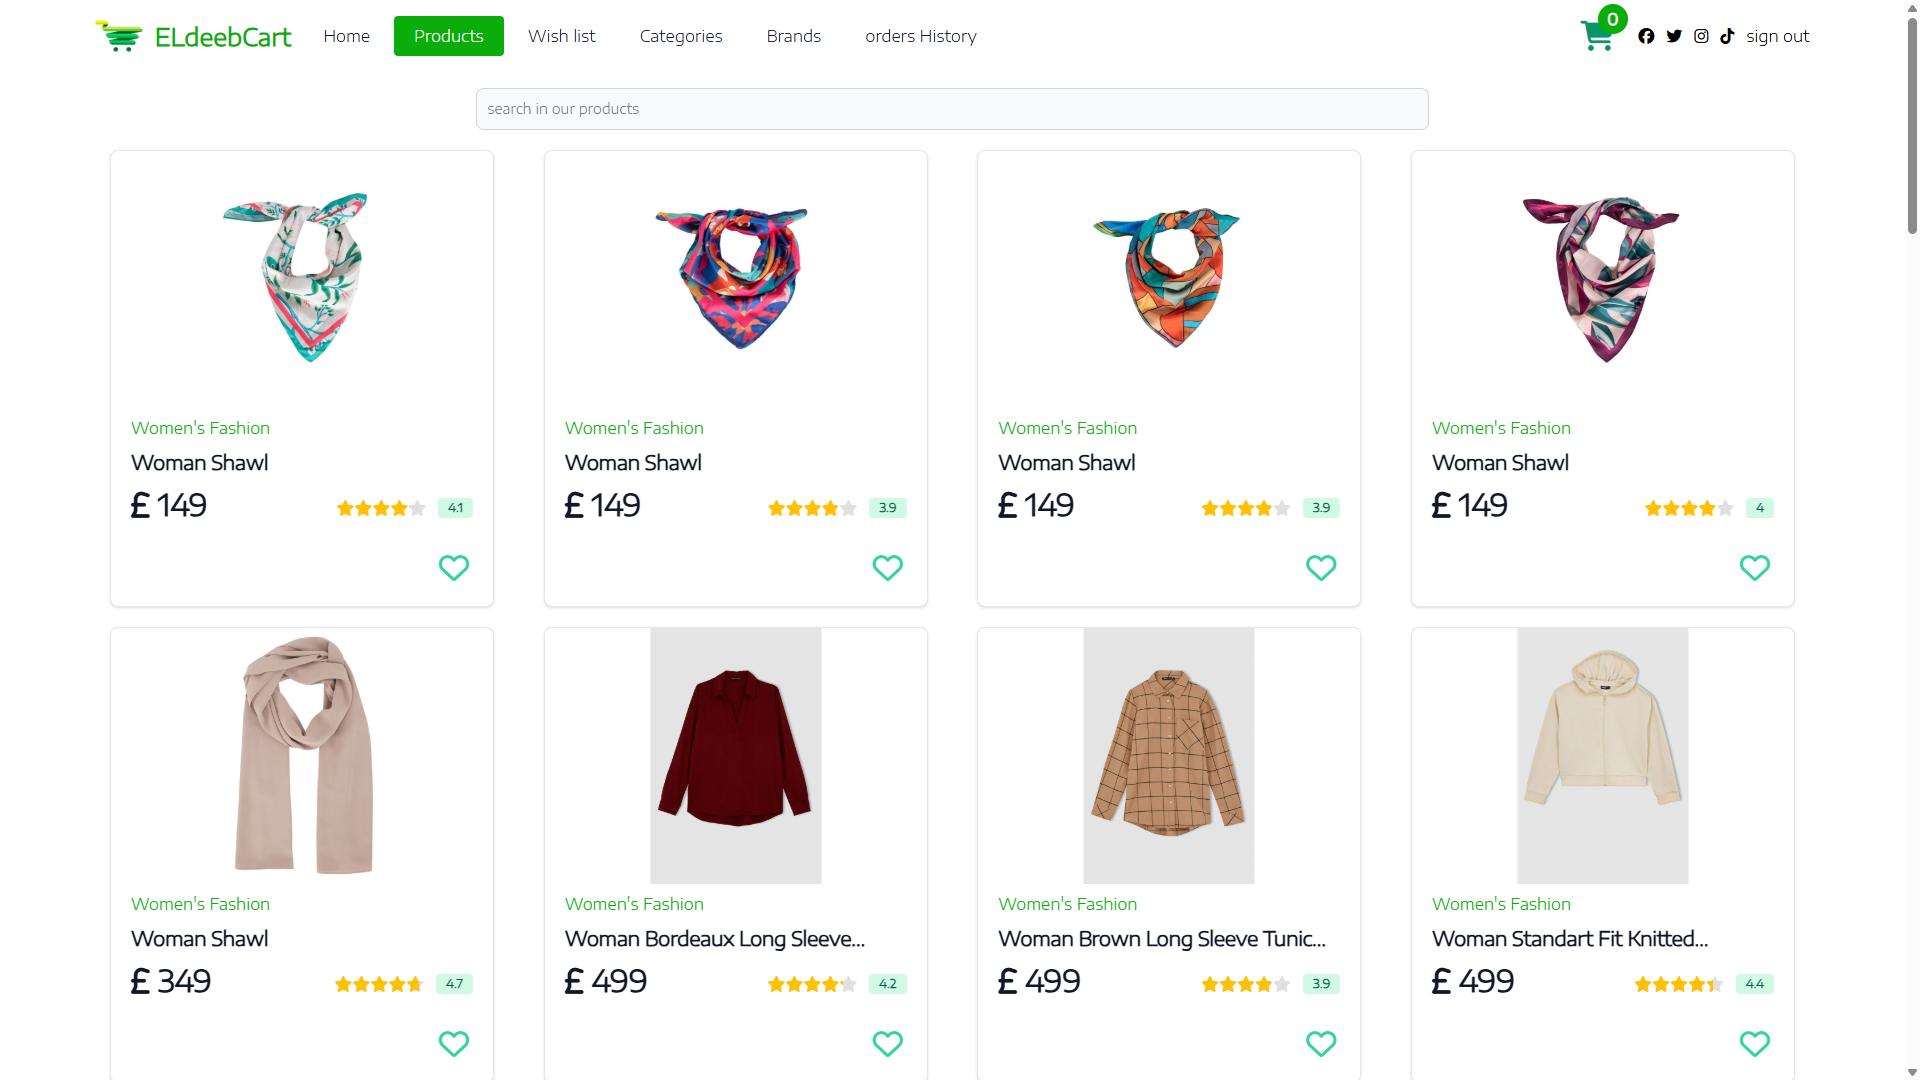 ELdeebCart Home Products Wish list Categories Brands orders History 0 sign out
search in our products
Women's Fashion Women's Fashion Women's Fashion Women's Fashion
Woman Shawl Woman Shawl Woman Shawl Woman Shawl
£ 149 4.1 £ 149 3.9 £ 149 3.9 £ 149 4
Women's Fashion Women's Fashion Women's Fashion Women's Fashion
Woman Shawl Woman Bordeaux Long Sleeve... Woman Brown Long Sleeve Tunic... Woman Standart Fit Knitted...
£ 349 4.7 £ 499 4.2 £ 499 3.9 £ 499 4.4